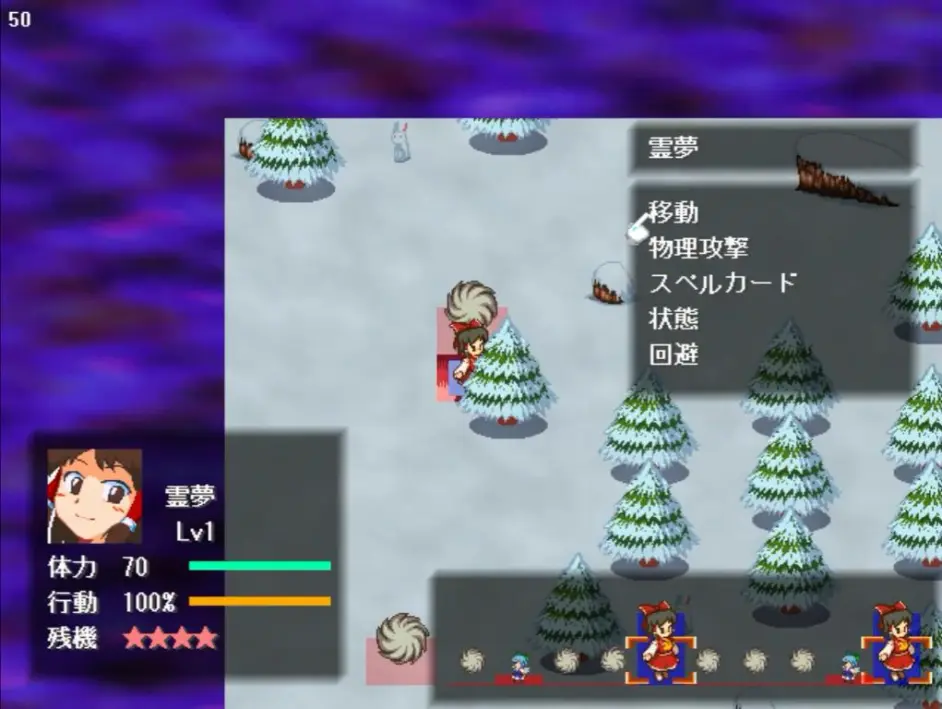 50
霊夢
移動
物理攻撃
スペルカード
状態
回避
霊夢
Lv1
体力 70
行動 100%
残機 ★★★★